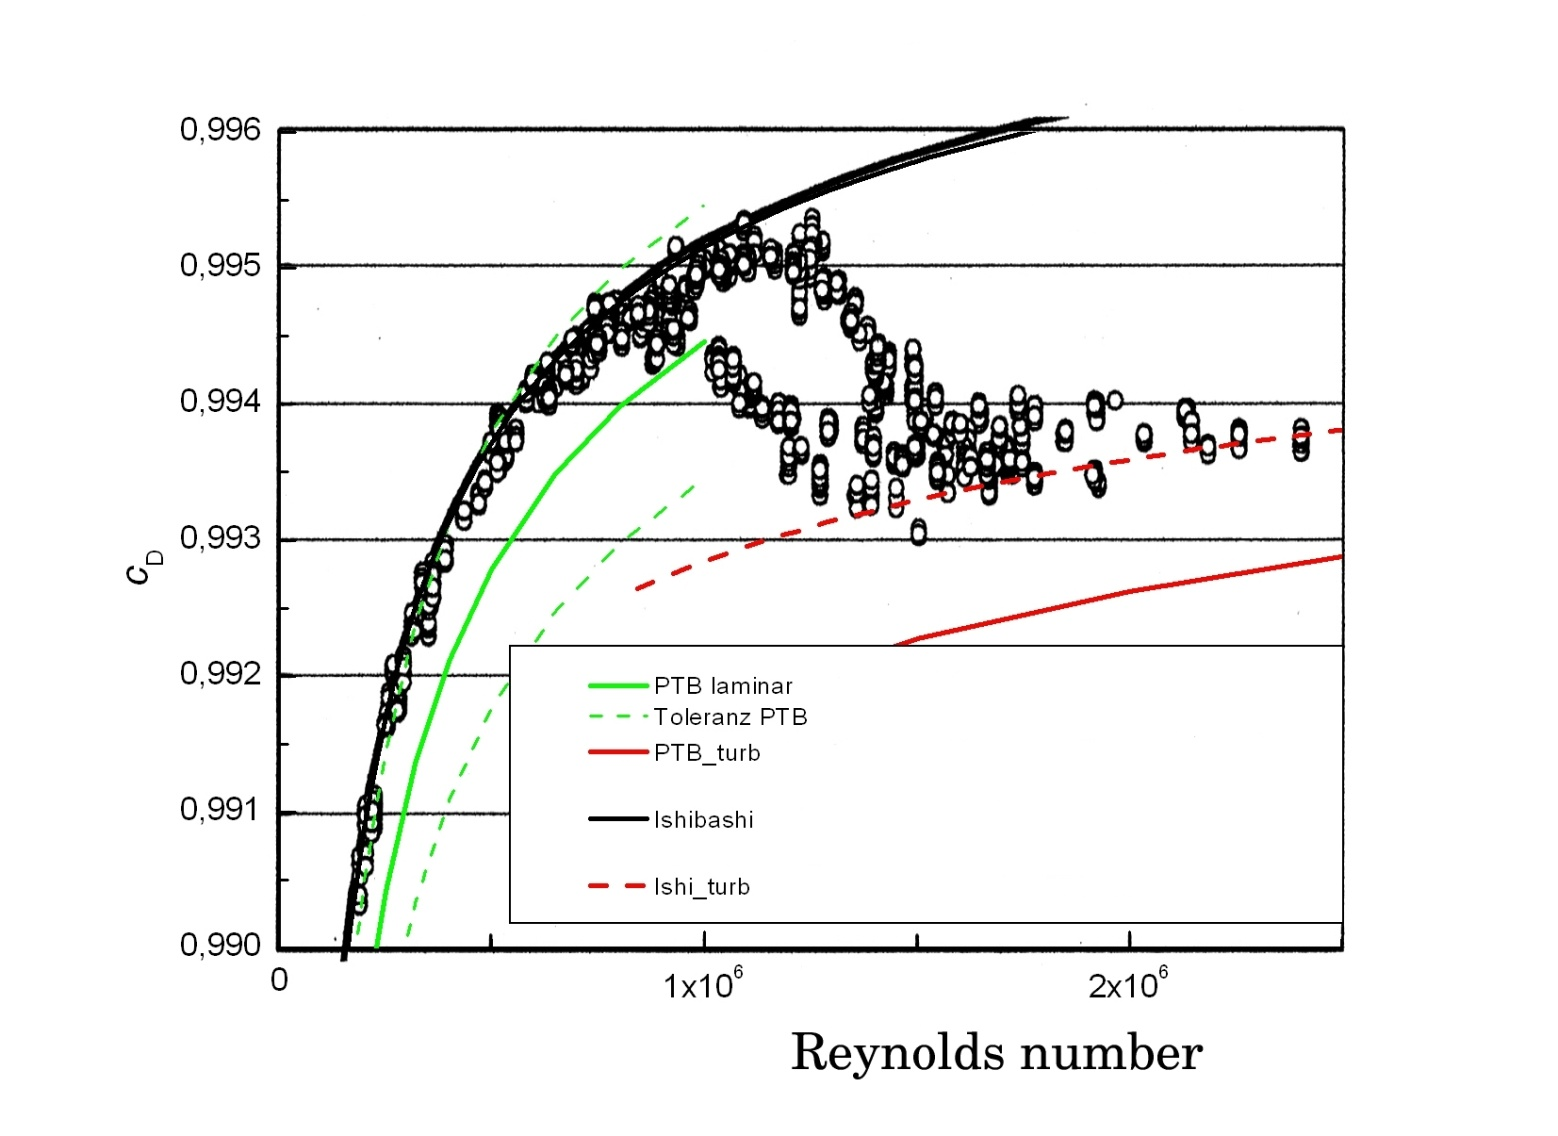 0,996
0,995
0,994
0,993
0,992
0,991
0,990
c_D
0
1x10^6
2x10^6
Reynolds number
PTB laminar
Toleranz PTB
PTB_turb
Ishibashi
Ishi_turb